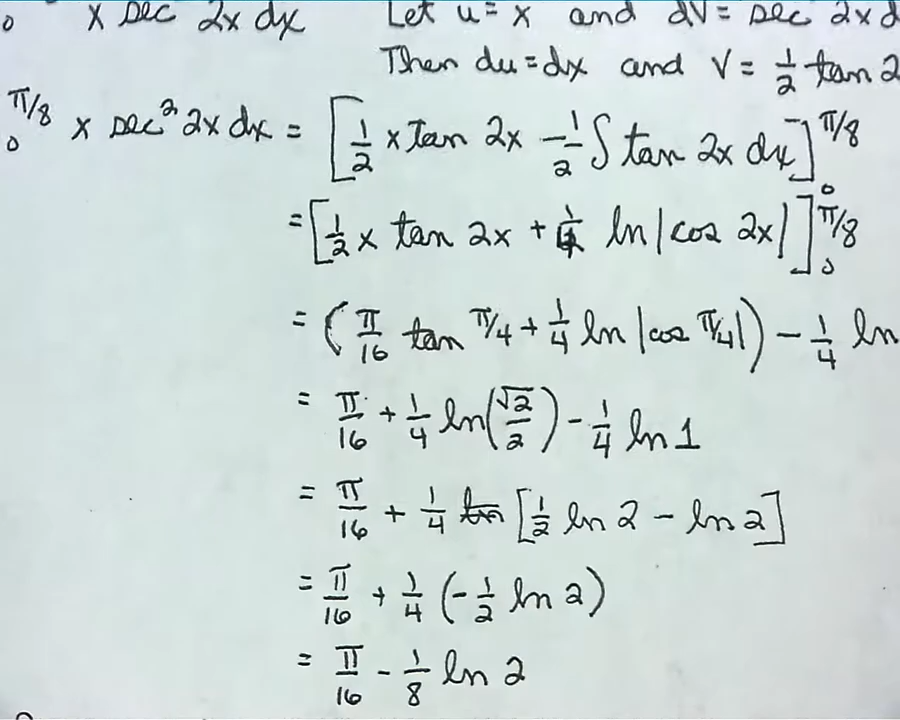 0 x sec 2x dx Let u = x and dV = sec 2x d
Then du = dx and V = 1/2 tan 2
π/8 0 x sec² 2x dx = [1/2 x tan 2x - 1/2 ∫ tan 2x dx] π/8 0
= [1/2 x tan 2x + 1/4 ln |cos 2x|] π/8 0
= (π/16 tan π/4 + 1/4 ln |cos π/4|) - 1/4 ln
= π/16 + 1/4 ln(√2/2) - 1/4 ln 1
= π/16 + 1/4 [1/2 ln 2 - ln 2]
= π/16 + 1/4 (-1/2 ln 2)
= π/16 - 1/8 ln 2